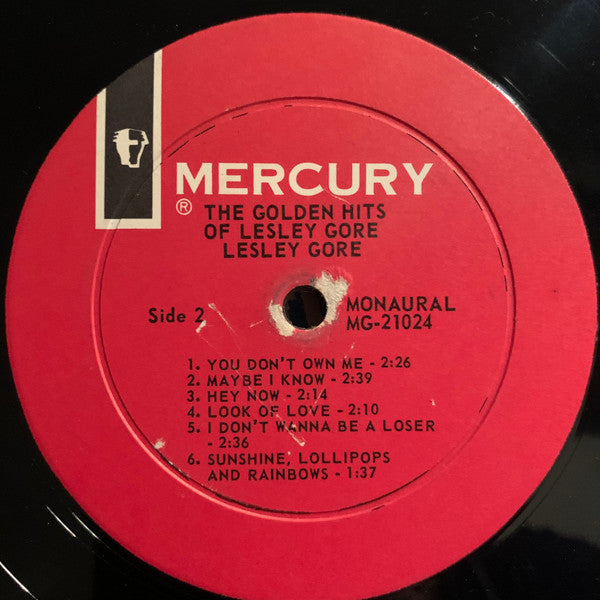 MERCURY
®
THE GOLDEN HITS
OF LESLEY GORE
LESLEY GORE
Side 2
MONAURAL
MG-21024
1. YOU DON'T OWN ME - 2:26
2. MAYBE I KNOW - 2:39
3. HEY NOW - 2:14
4. LOOK OF LOVE - 2:10
5. I DON'T WANNA BE A LOSER
- 2:36
6. SUNSHINE, LOLLIPOPS
AND RAINBOWS - 1:37